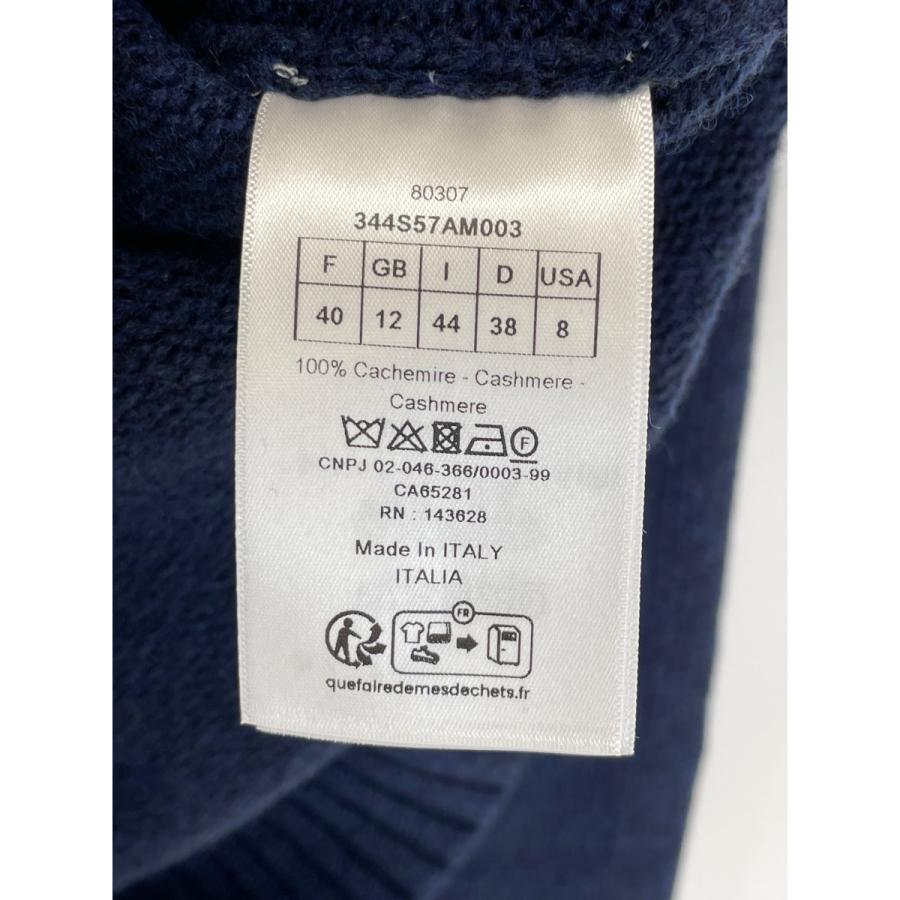 80307
344S57AM003
F GB I D USA
40 12 44 38 8
100% Cachemire - Cashmere -
Cashmere
F
CNPJ 02-046-366/0003-99
CA65281
RN : 143628
Made In ITALY
ITALIA
FR
quefairedemesdechets.fr